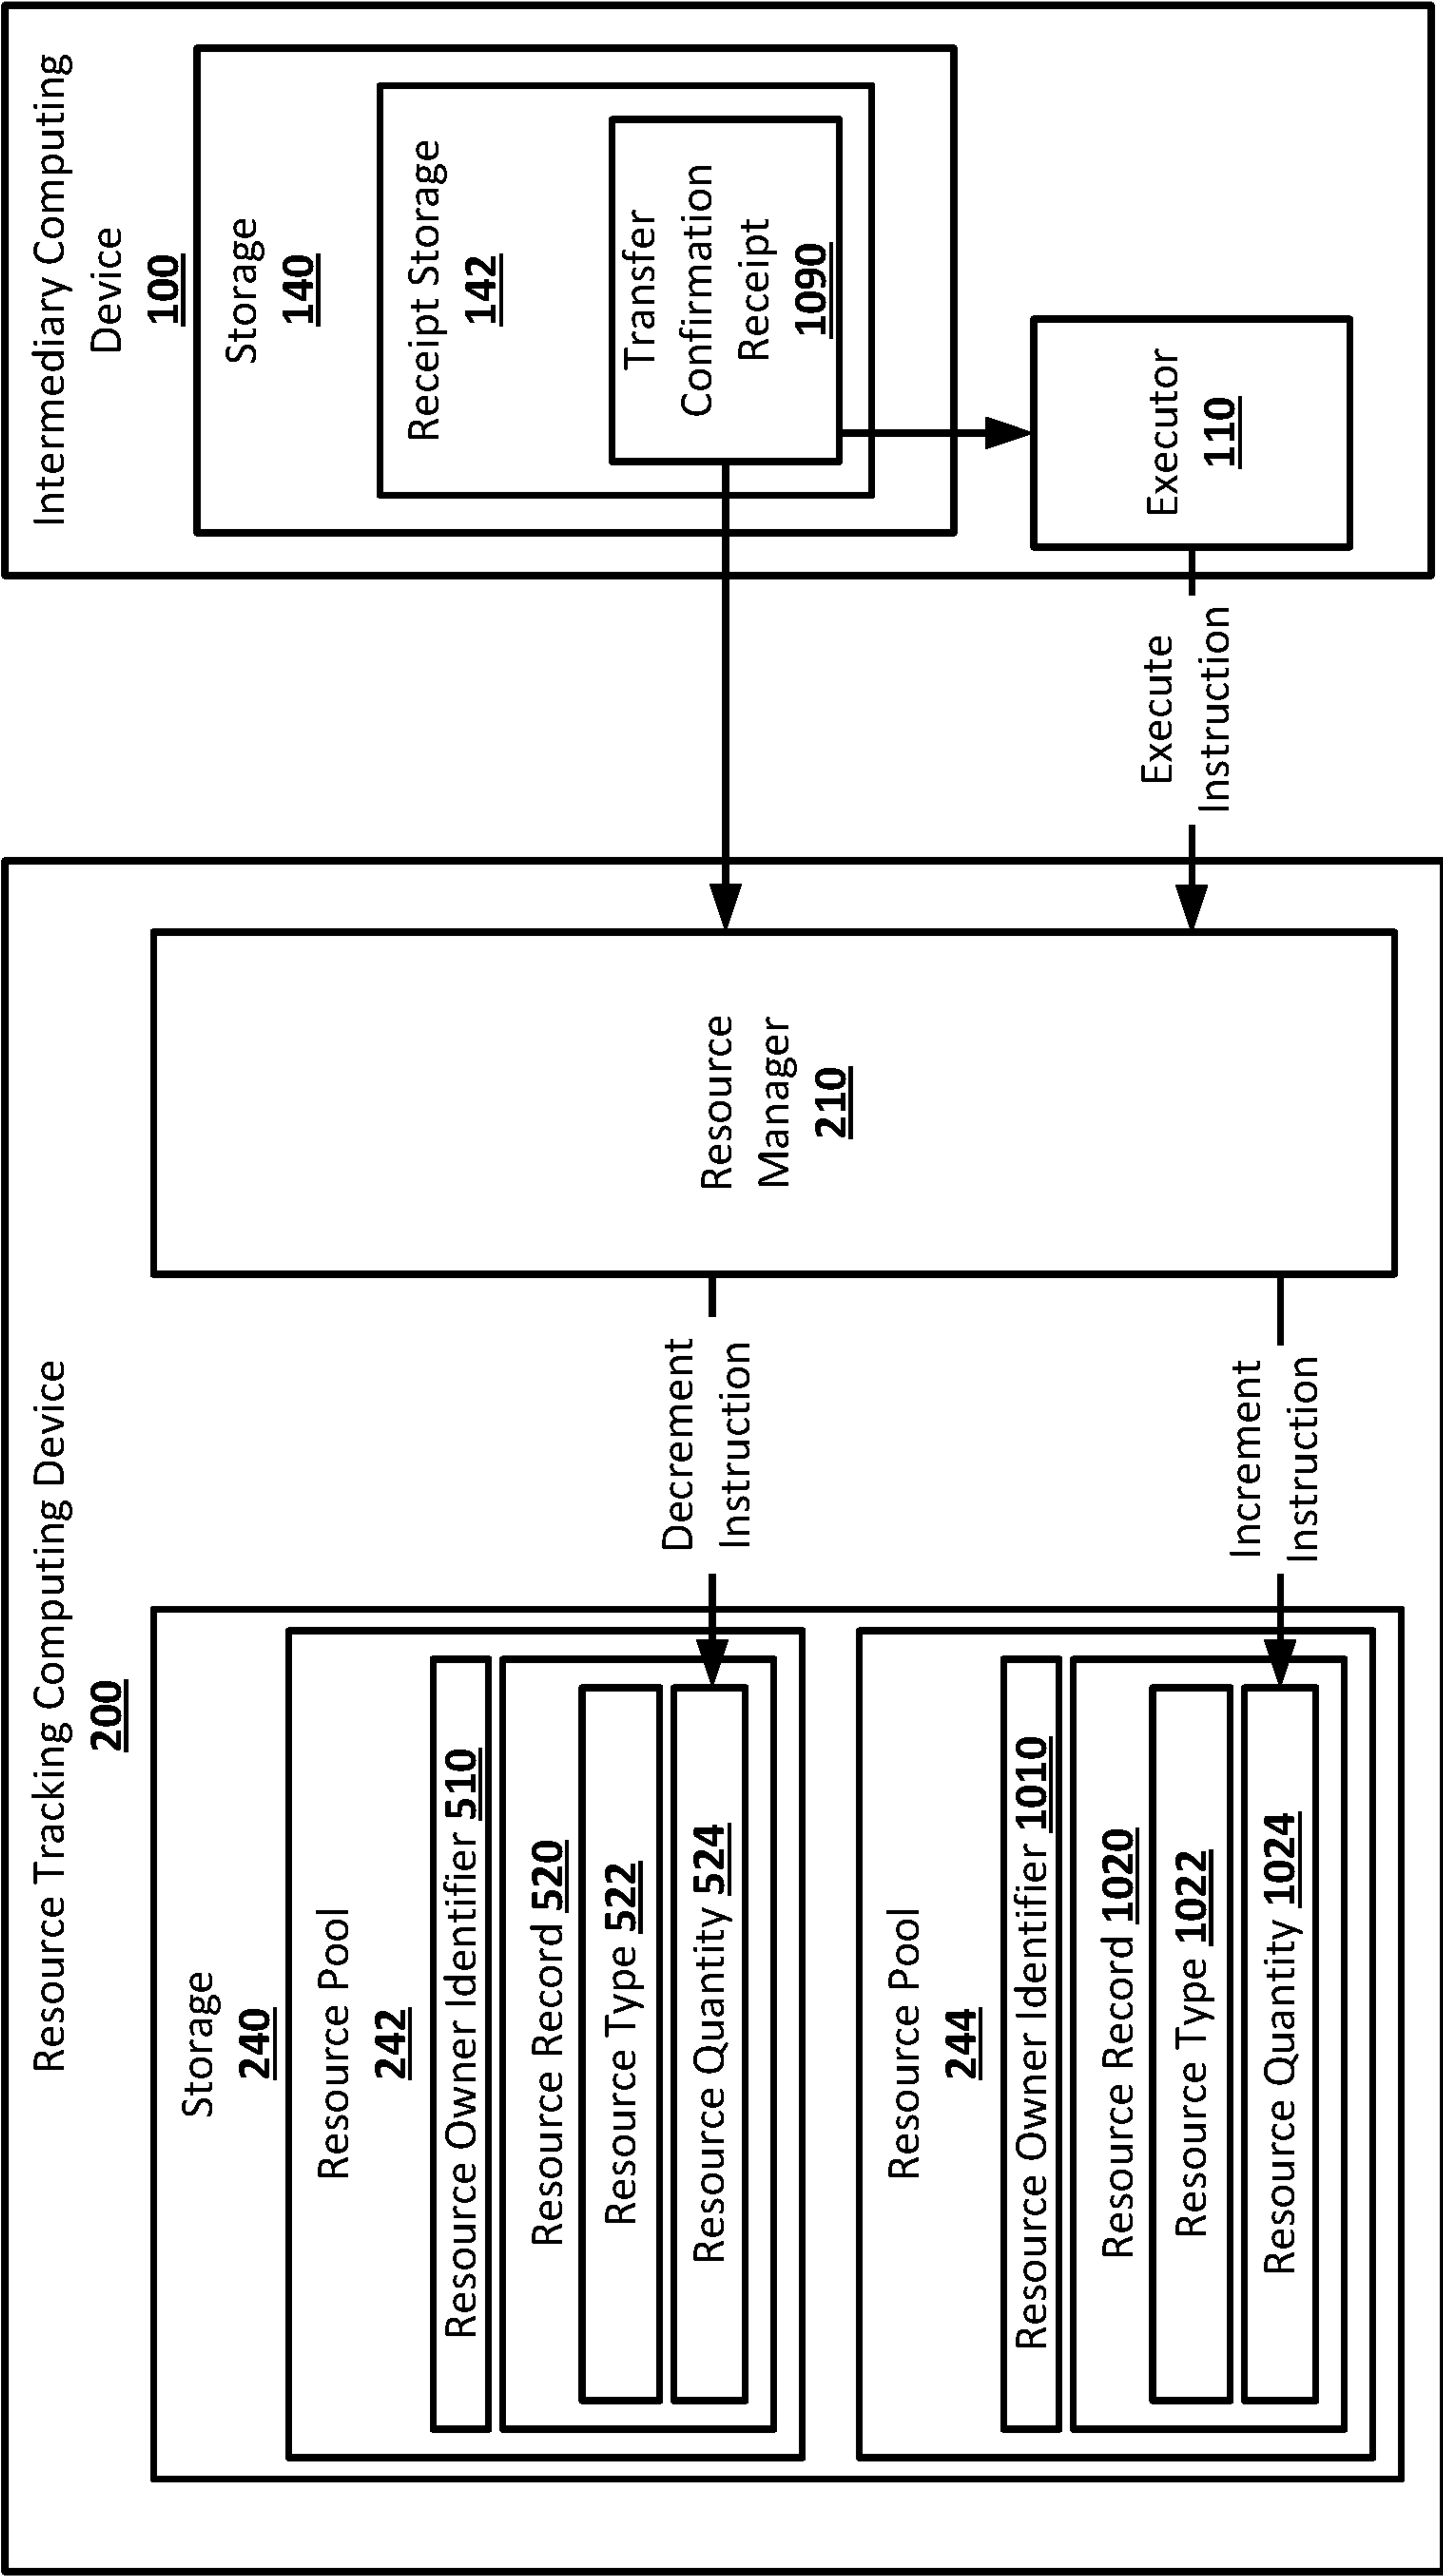 Resource Tracking Computing Device
200
Storage
240
Resource Pool
242
Resource Owner Identifier 510
Resource Record 520
Resource Type 522
Resource Quantity 524
Resource Pool
244
Resource Owner Identifier 1010
Resource Record 1020
Resource Type 1022
Resource Quantity 1024
Decrement
Instruction
Increment
Instruction
Resource
Manager
210
Execute
Instruction
Intermediary Computing
Device
100
Storage
140
Receipt Storage
142
Transfer
Confirmation
Receipt
1090
Executor
110